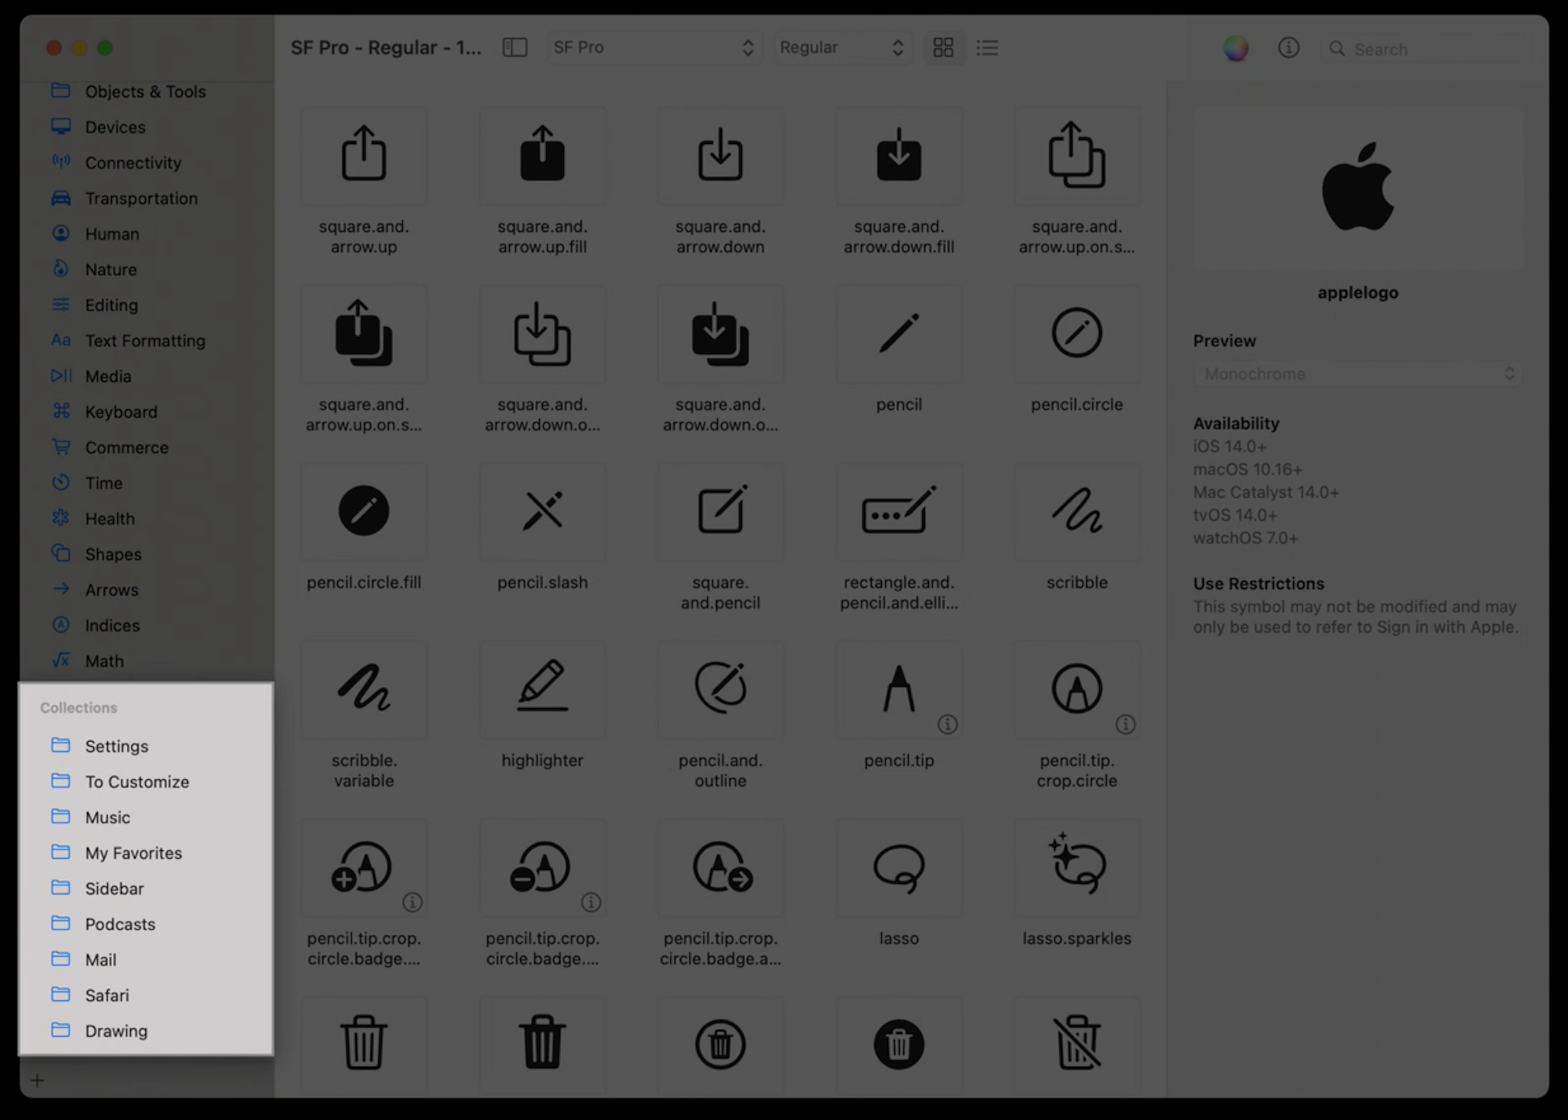 SF Pro - Regular - 1...
SF Pro
Regular
Search
Objects & Tools
Devices
Connectivity
Transportation
Human
Nature
Editing
Aa
Text Formatting
Media
Keyboard
Commerce
Time
Health
Shapes
Arrows
Indices
Math
Collections
Settings
To Customize
Music
My Favorites
Sidebar
Podcasts
Mail
Safari
Drawing
square.and.
arrow.up
square.and.
arrow.up.fill
square.and.
arrow.down
square.and.
arrow.down.fill
square.and.
arrow.up.on.s...
square.and.
arrow.up.on.s...
square.and.
arrow.down.o...
square.and.
arrow.down.o...
pencil
pencil.circle
pencil.circle.fill
pencil.slash
square.
and.pencil
rectangle.and.
pencil.and.elli...
scribble
scribble.
variable
highlighter
pencil.and.
outline
pencil.tip
pencil.tip.
crop.circle
pencil.tip.crop.
circle.badge....
pencil.tip.crop.
circle.badge....
pencil.tip.crop.
circle.badge.a...
lasso
lasso.sparkles
applelogo
Preview
Monochrome
Availability
iOS 14.0+
macOS 10.16+
Mac Catalyst 14.0+
tvOS 14.0+
watchOS 7.0+
Use Restrictions
This symbol may not be modified and may
only be used to refer to Sign in with Apple.